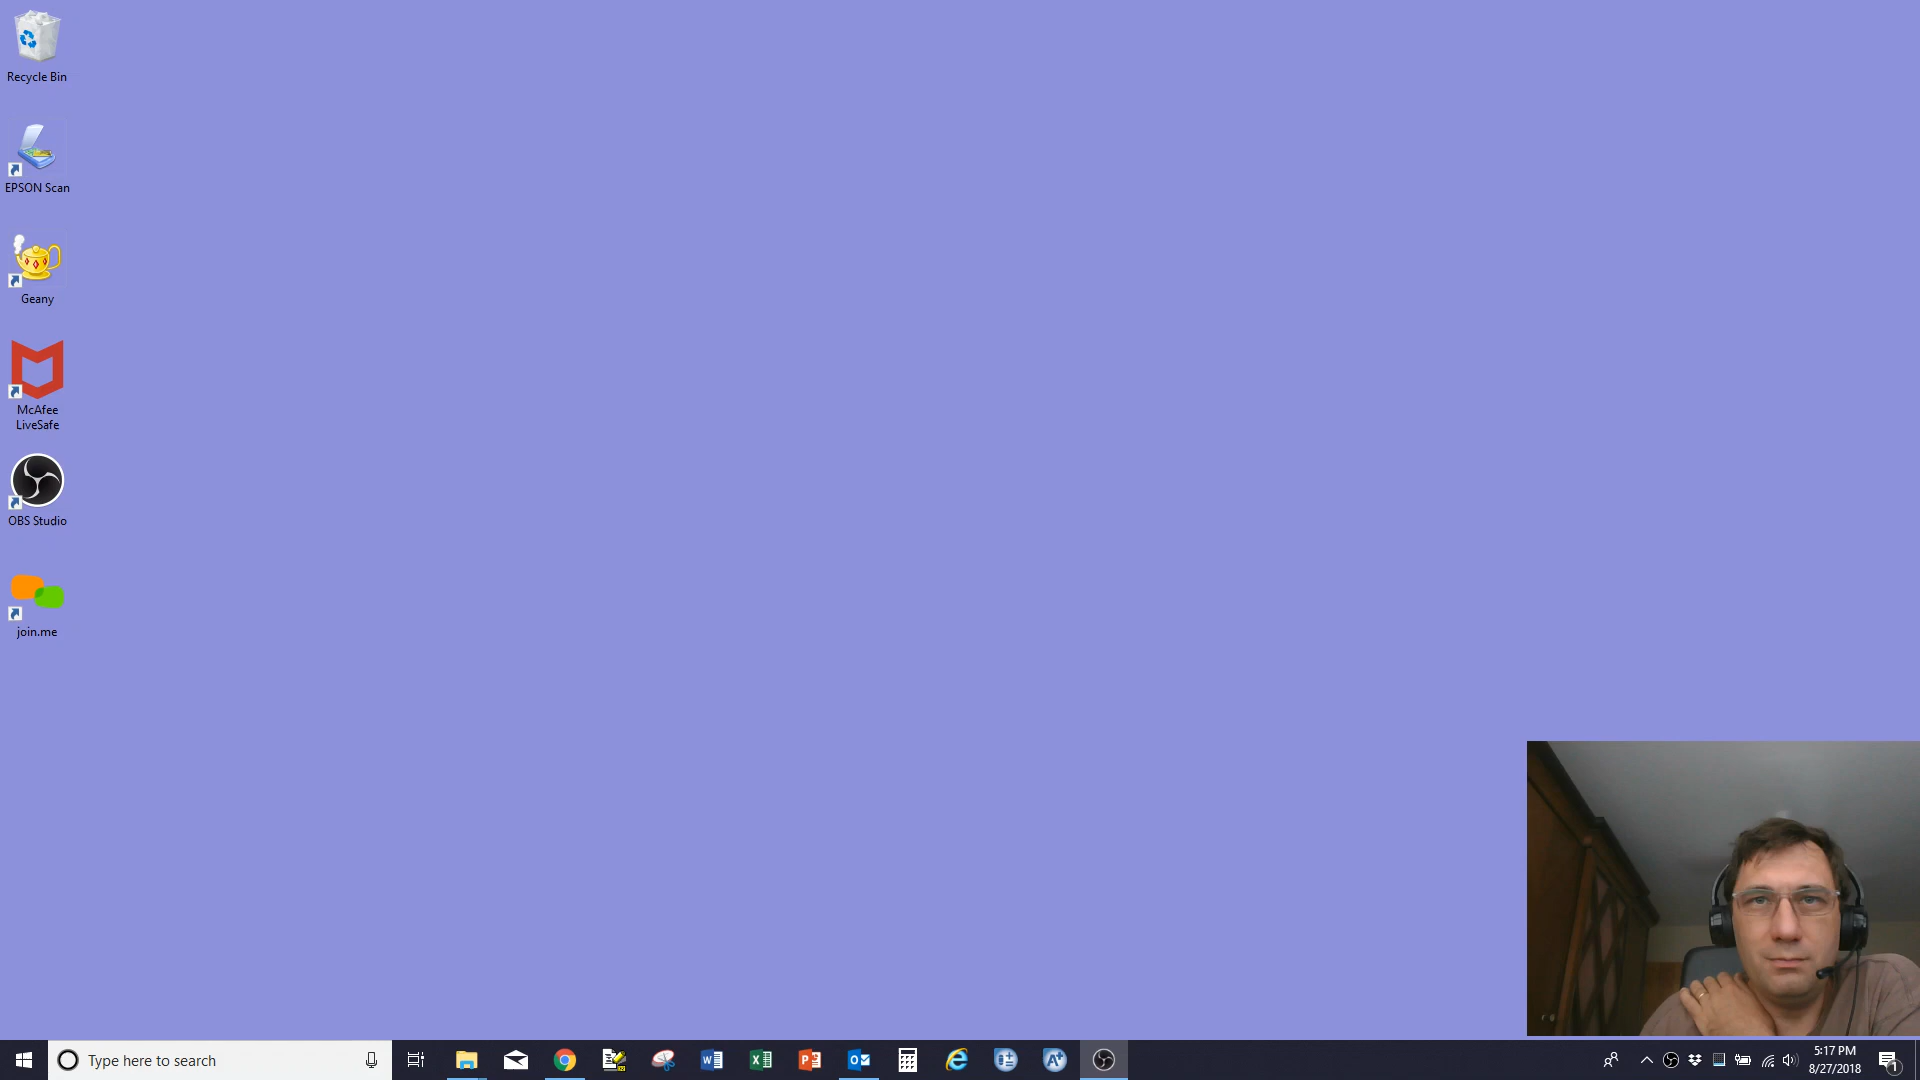 Recycle Bin
EPSON Scan
Geany
McAfee
LiveSafe
OBS Studio
join.me
Type here to search
5:17 PM
8/27/2018
1